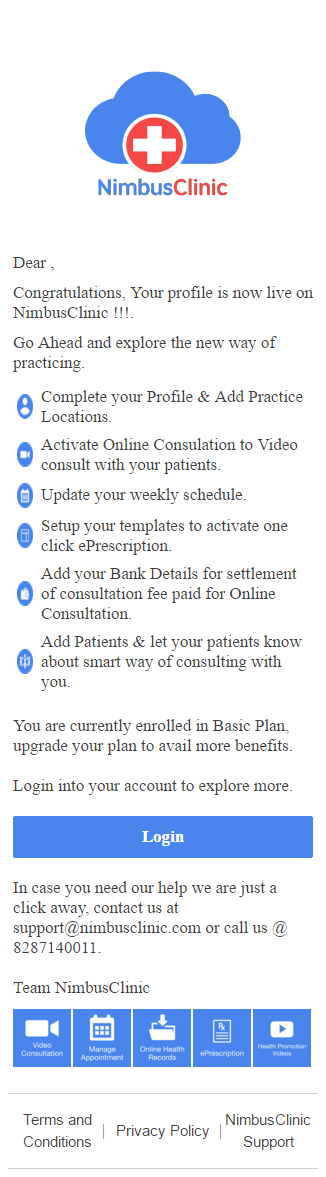 NimbusClinic
Dear ,
Congratulations, Your profile is now live on
NimbusClinic !!!.
Go Ahead and explore the new way of
practicing.
Complete your Profile & Add Practice
Locations.
Activate Online Consulation to Video
consult with your patients.
Update your weekly schedule.
Setup your templates to activate one
click ePrescription.
Add your Bank Details for settlement
of consultation fee paid for Online
Consultation.
Add Patients & let your patients know
about smart way of consulting with
you.
You are currently enrolled in Basic Plan,
upgrade your plan to avail more benefits.
Login into your account to explore more.
Login
In case you need our help we are just a
click away, contact us at
support@nimbusclinic.com or call us @
8287140011.
Team NimbusClinic
Video
Consultation
Manage
Appointment
Online Health
Records
Rx
ePrescription
Health Promotion
Videos
Terms and
Conditions
Privacy Policy
NimbusClinic
Support